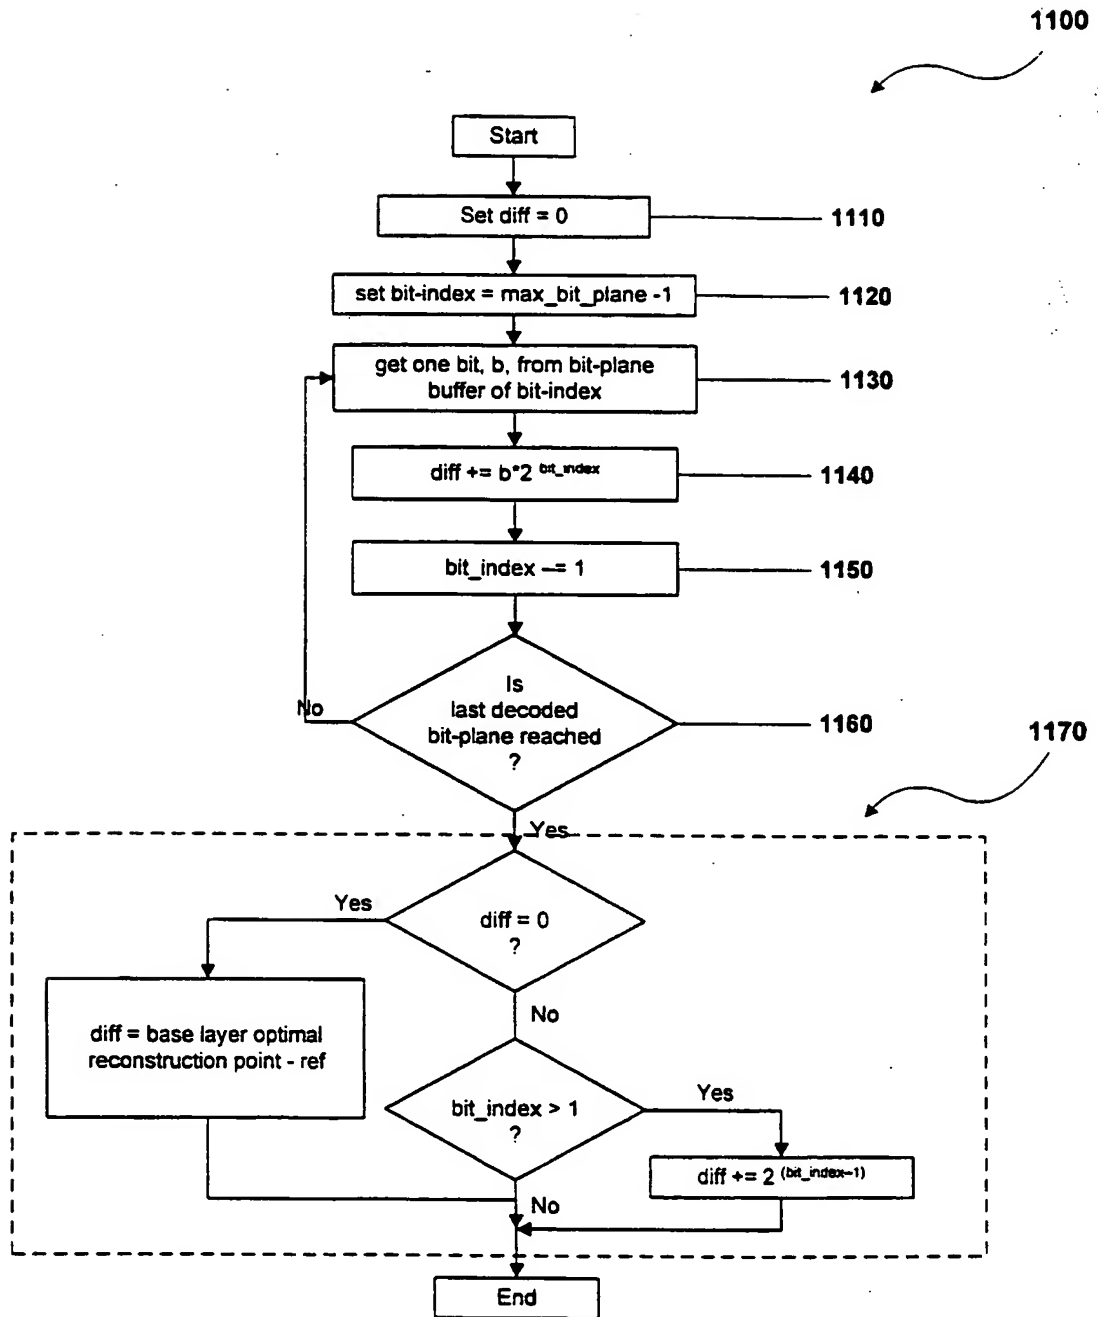 1100
Start
Set diff = 0
1110
set bit-index = max_bit_plane -1
1120
get one bit, b, from bit-plane
buffer of bit-index
1130
diff += b*2 bit_index
1140
bit_index -= 1
1150
Is
last decoded
bit-plane reached
?
No
1160
1170
Yes
diff = 0
?
Yes
No
diff = base layer optimal
reconstruction point - ref
bit_index > 1
?
Yes
diff += 2 (bit_index-1)
No
End